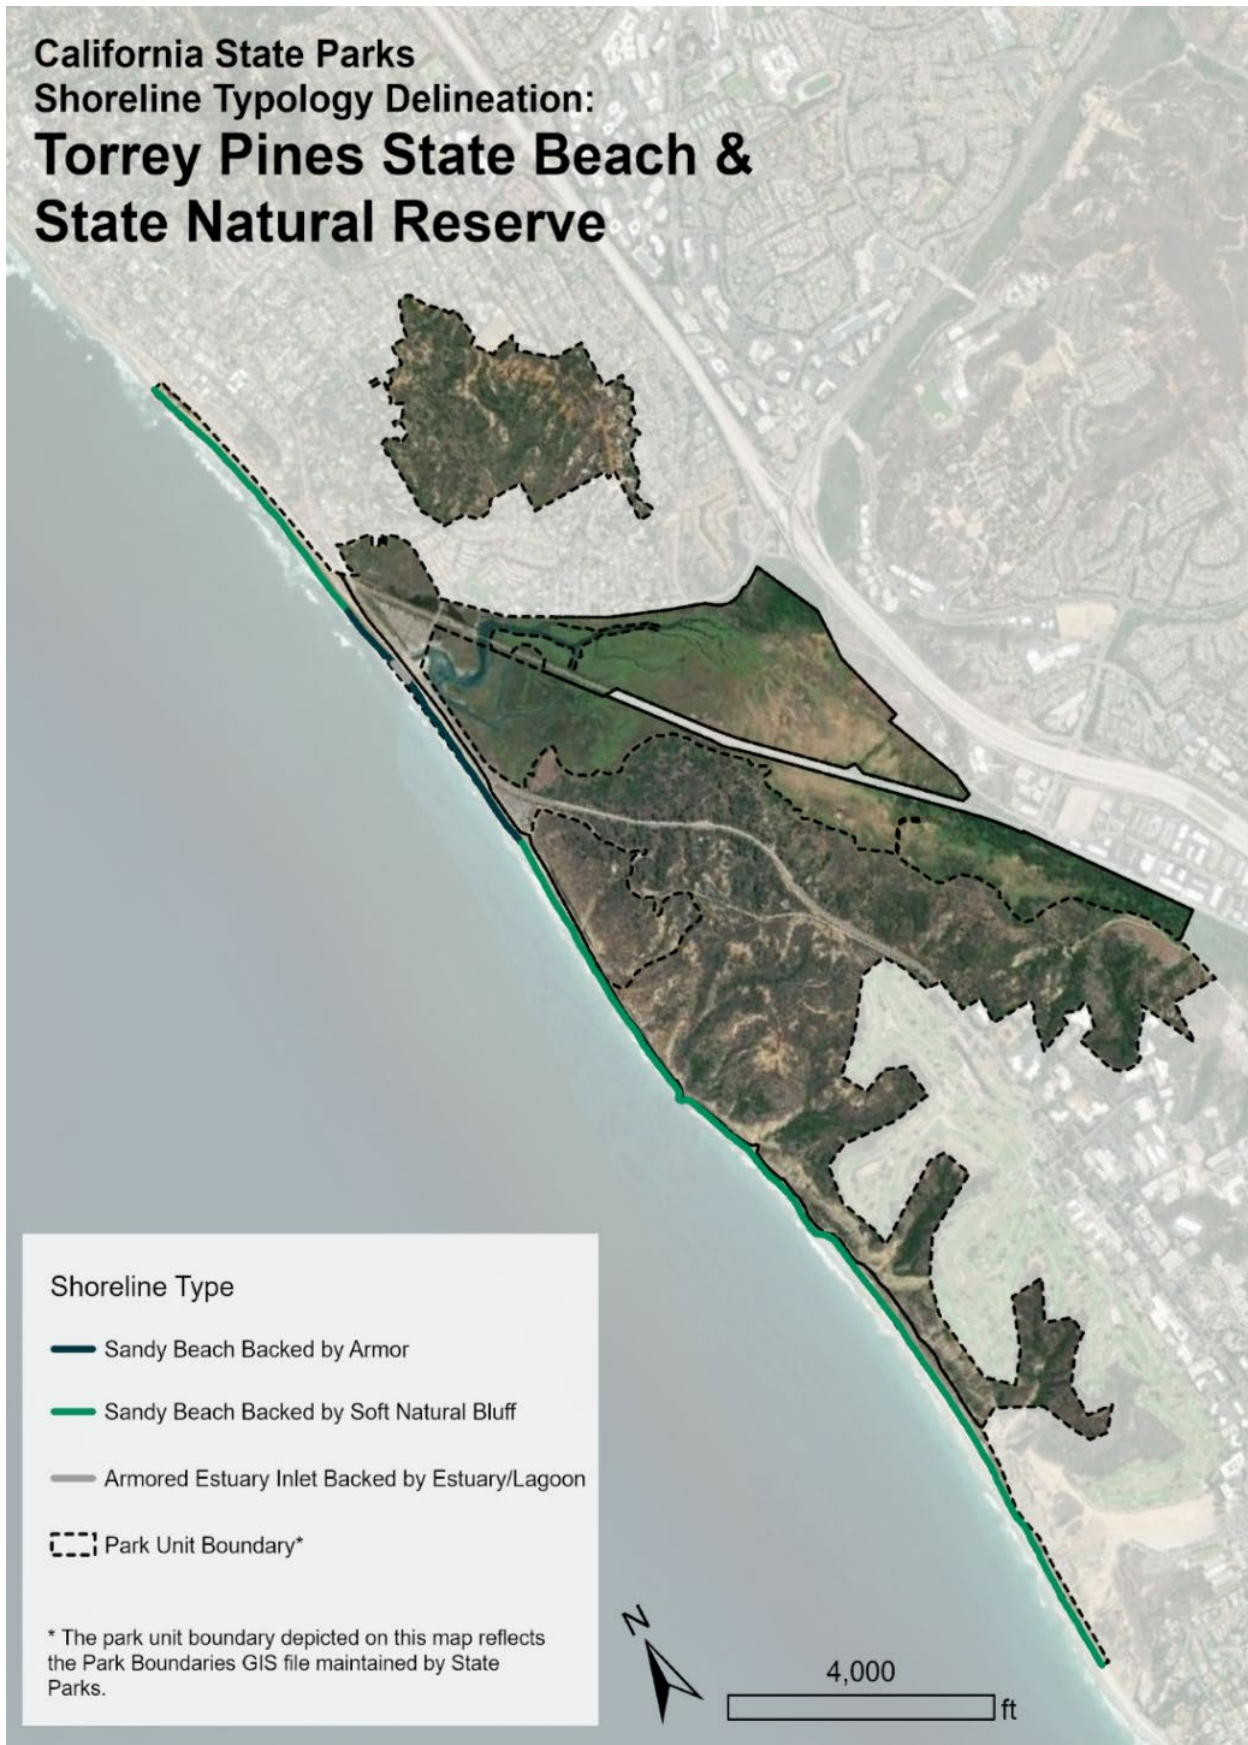 California State Parks
Shoreline Typology Delineation:
Torrey Pines State Beach &
State Natural Reserve
Shoreline Type
Sandy Beach Backed by Armor
Sandy Beach Backed by Soft Natural Bluff
Armored Estuary Inlet Backed by Estuary/Lagoon
Park Unit Boundary*
* The park unit boundary depicted on this map reflects
the Park Boundaries GIS file maintained by State
Parks.
N
4,000
ft